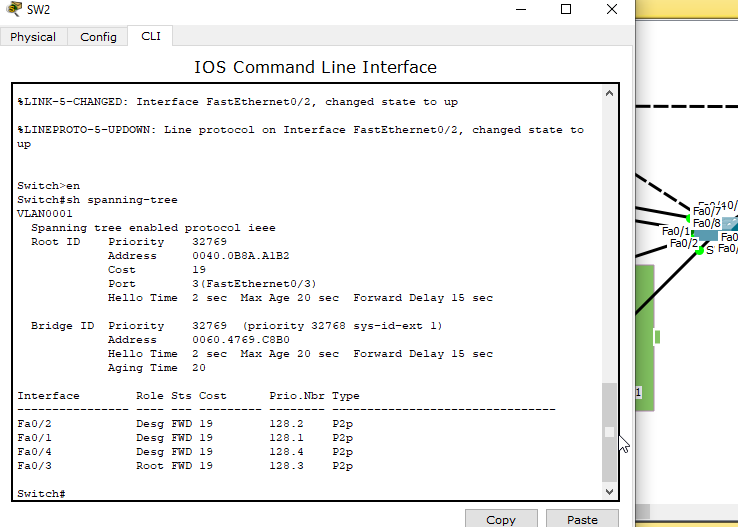 SW2
Physical Config CLI
IOS Command Line Interface
%LINK-5-CHANGED: Interface FastEthernet0/2, changed state to up
%LINEPROTO-5-UPDOWN: Line protocol on Interface FastEthernet0/2, changed state to
up
Switch>en
Switch#sh spanning-tree
VLAN0001
  Spanning tree enabled protocol ieee
  Root ID    Priority    32769
             Address     0040.0B8A.A1B2
             Cost        19
             Port        3(FastEthernet0/3)
             Hello Time  2 sec  Max Age 20 sec  Forward Delay 15 sec
  Bridge ID  Priority    32769  (priority 32768 sys-id-ext 1)
             Address     0060.4769.C8B0
             Hello Time  2 sec  Max Age 20 sec  Forward Delay 15 sec
             Aging Time  20
Interface        Role Sts Cost      Prio.Nbr Type
---------------- ---- --- --------- -------- --------------------------------
Fa0/2            Desg FWD 19        128.2    P2p
Fa0/1            Desg FWD 19        128.1    P2p
Fa0/4            Desg FWD 19        128.4    P2p
Fa0/3            Root FWD 19        128.3    P2p
Switch#
Copy Paste
Fa0/7
Fa0/8
Fa0/1
Fa0/2
S
1